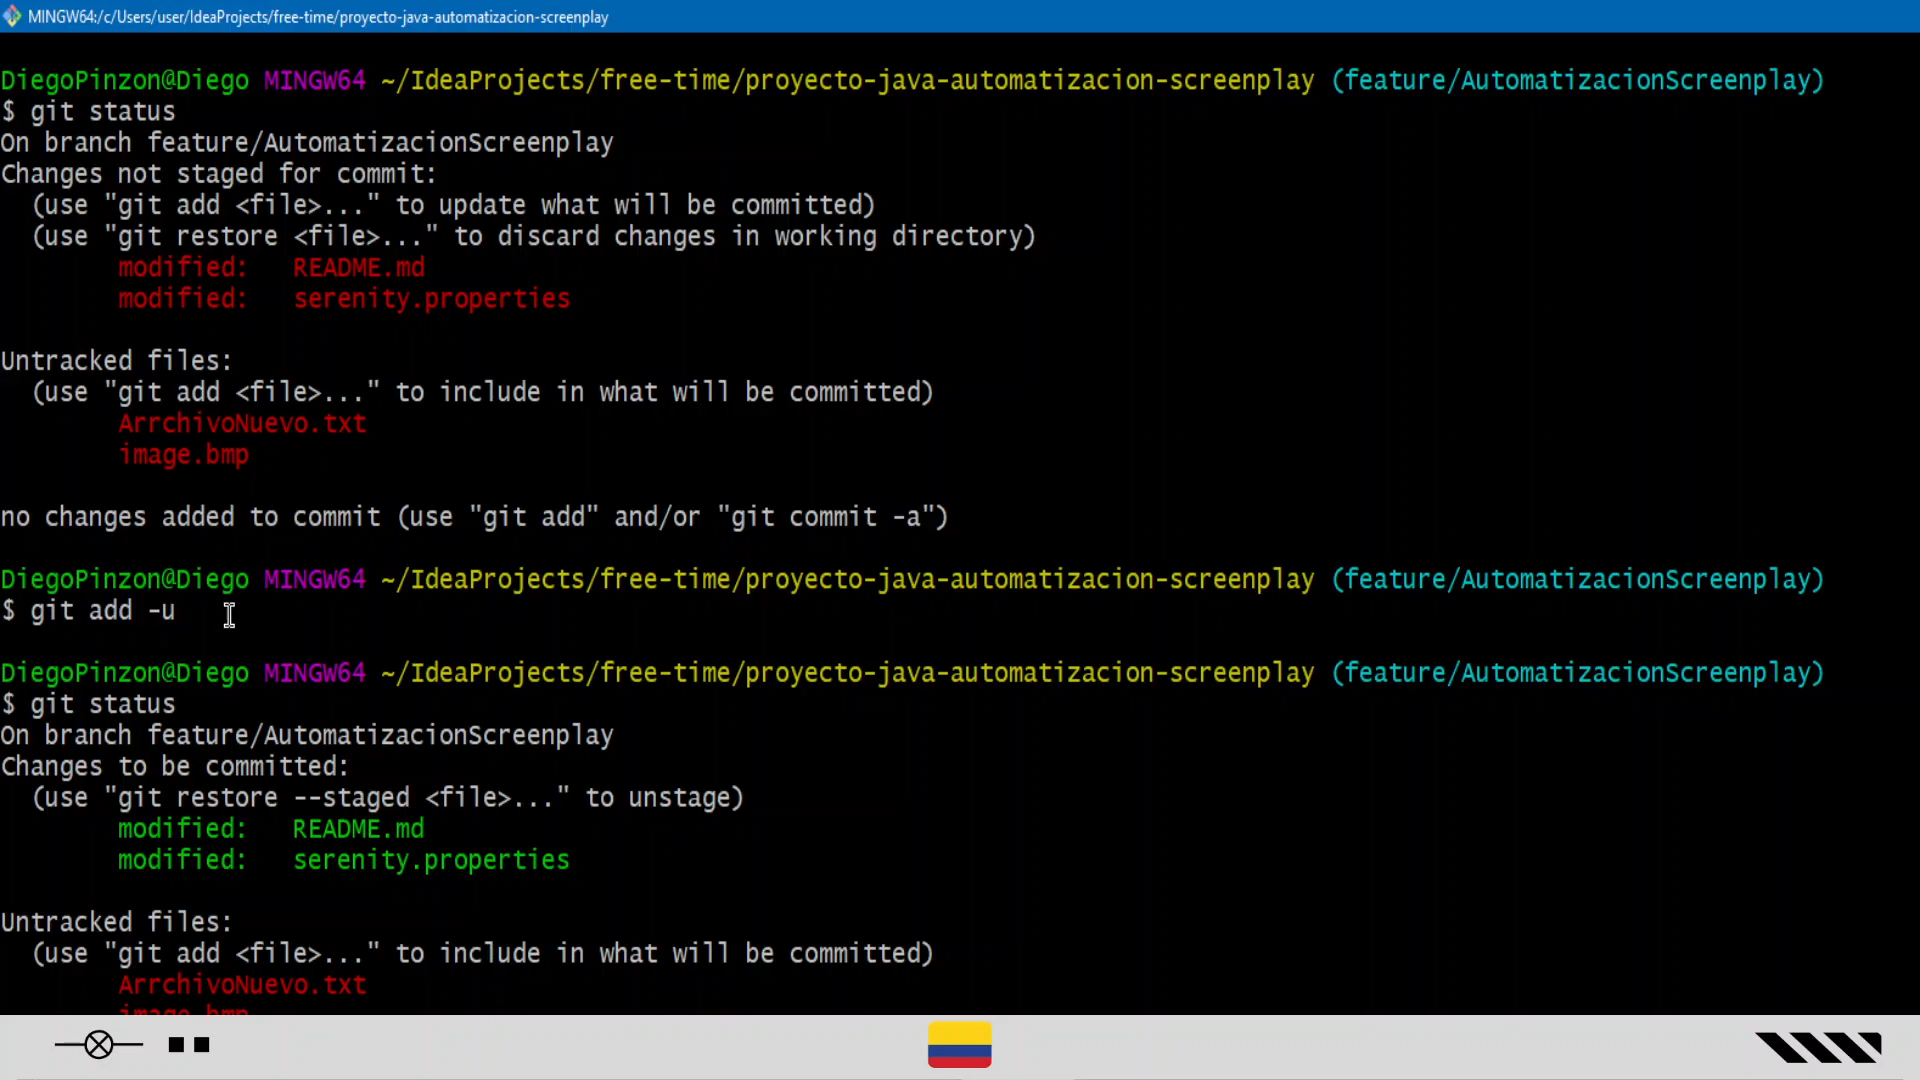 MINGW64:/c/Users/user/IdeaProjects/free-time/proyecto-java-automatizacion-screenplay
DiegoPinzon@Diego MINGW64 ~/IdeaProjects/free-time/proyecto-java-automatizacion-screenplay (feature/AutomatizacionScreenplay)
$ git status
On branch feature/AutomatizacionScreenplay
Changes not staged for commit:
  (use "git add <file>..." to update what will be committed)
  (use "git restore <file>..." to discard changes in working directory)
        modified:   README.md
        modified:   serenity.properties
Untracked files:
  (use "git add <file>..." to include in what will be committed)
        ArrchivoNuevo.txt
        image.bmp
no changes added to commit (use "git add" and/or "git commit -a")
DiegoPinzon@Diego MINGW64 ~/IdeaProjects/free-time/proyecto-java-automatizacion-screenplay (feature/AutomatizacionScreenplay)
$ git add -u
DiegoPinzon@Diego MINGW64 ~/IdeaProjects/free-time/proyecto-java-automatizacion-screenplay (feature/AutomatizacionScreenplay)
$ git status
On branch feature/AutomatizacionScreenplay
Changes to be committed:
  (use "git restore --staged <file>..." to unstage)
        modified:   README.md
        modified:   serenity.properties
Untracked files:
  (use "git add <file>..." to include in what will be committed)
        ArrchivoNuevo.txt
        image.bmp